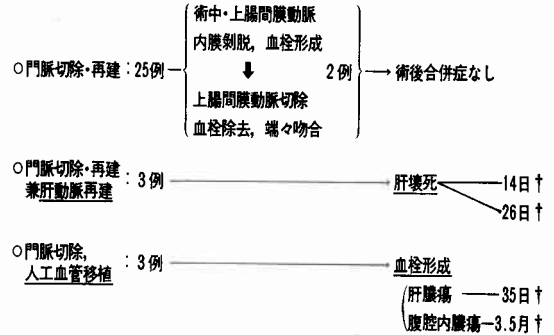 術中・上腸間膜動脈
内膜剝脱，血栓形成
○門脈切除・再建：25例 2例 → 術後合併症なし
上腸間膜動脈切除
血栓除去，端々吻合
○門脈切除・再建
兼肝動脈再建 ：3例 肝壊死 14日†
26日†
○門脈切除，
人工血管移植 ：3例 血栓形成
肝膿瘍 35日†
腹腔内膿瘍 3.5月†